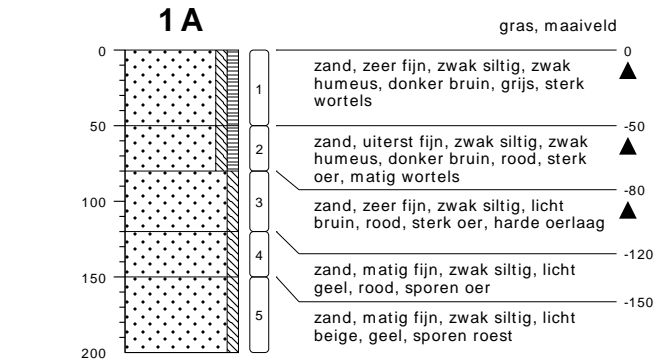 1A
gras, maaiveld
0
0
zand, zeer fijn, zwak siltig, zwak
humeus, donker bruin, grijs, sterk
wortels
1
50
-50
zand, uiterst fijn, zwak siltig, zwak
humeus, donker bruin, rood, sterk
oer, matig wortels
2
-80
zand, zeer fijn, zwak siltig, licht
bruin, rood, sterk oer, harde oerlaag
100
3
-120
zand, matig fijn, zwak siltig, licht
geel, rood, sporen oer
4
150
-150
zand, matig fijn, zwak siltig, licht
beige, geel, sporen roest
5
200